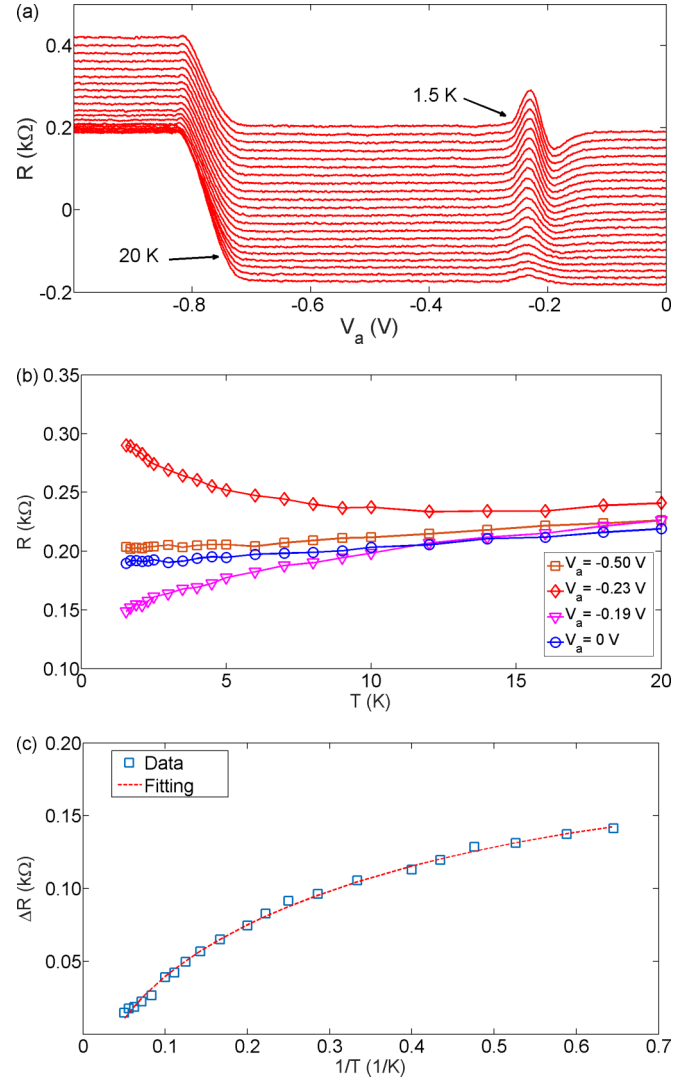 (a)
0.4
0.2
0
-0.2
R (kΩ)
1.5 K
20 K
-0.8
-0.6
-0.4
-0.2
0
V_a (V)
(b)
0.35
0.30
0.25
0.20
0.15
0.10
R (kΩ)
V_a = -0.50 V
V_a = -0.23 V
V_a = -0.19 V
V_a = 0 V
0
5
10
15
20
T (K)
(c)
0.20
0.15
0.10
0.05
ΔR (kΩ)
Data
Fitting
0
0.1
0.2
0.3
0.4
0.5
0.6
0.7
1/T (1/K)